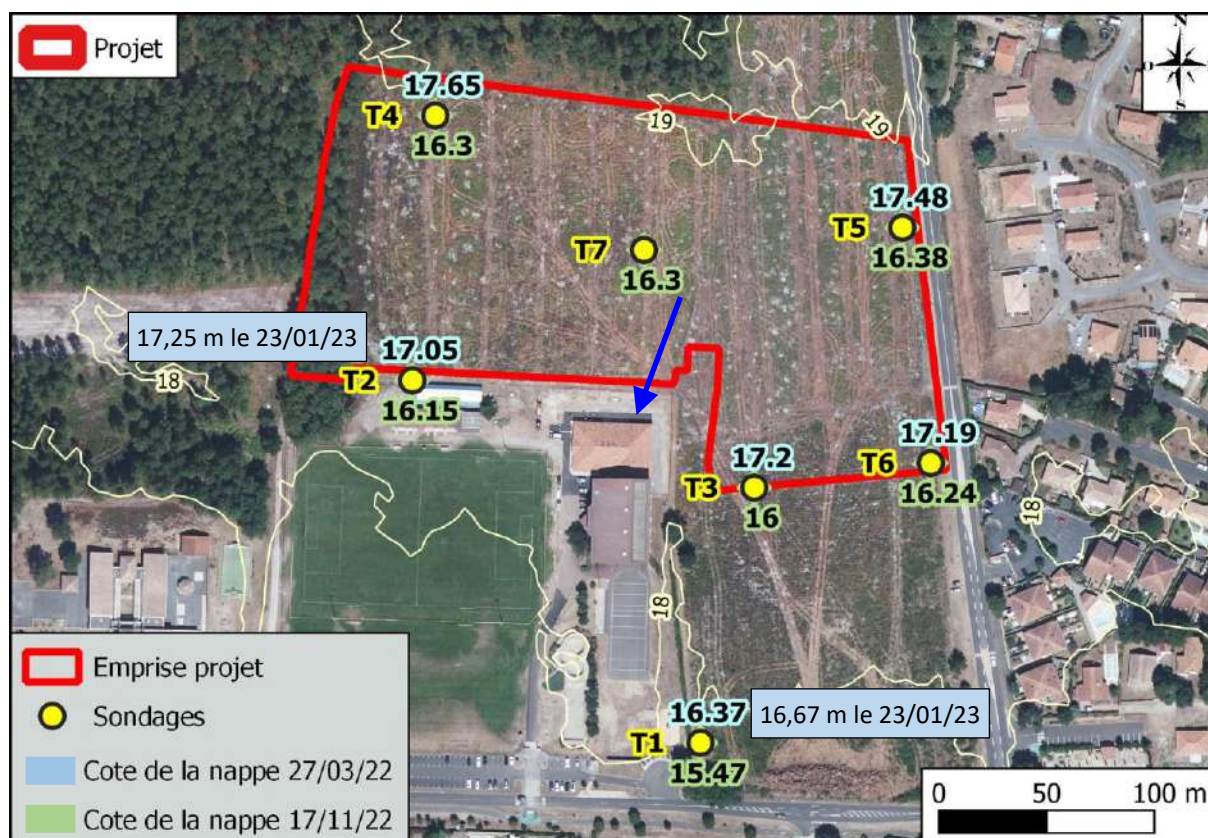 Projet
N
O
E
S
17.65
T4
16.3
19
19
17.48
T5
16.38
T7
16.3
17,25 m le 23/01/23
18
17.05
T2
16.15
17.19
T6
16.24
17.2
T3
16
18
18
16.37
16,67 m le 23/01/23
T1
15.47
Emprise projet
Sondages
Cote de la nappe 27/03/22
Cote de la nappe 17/11/22
0 50 100 m